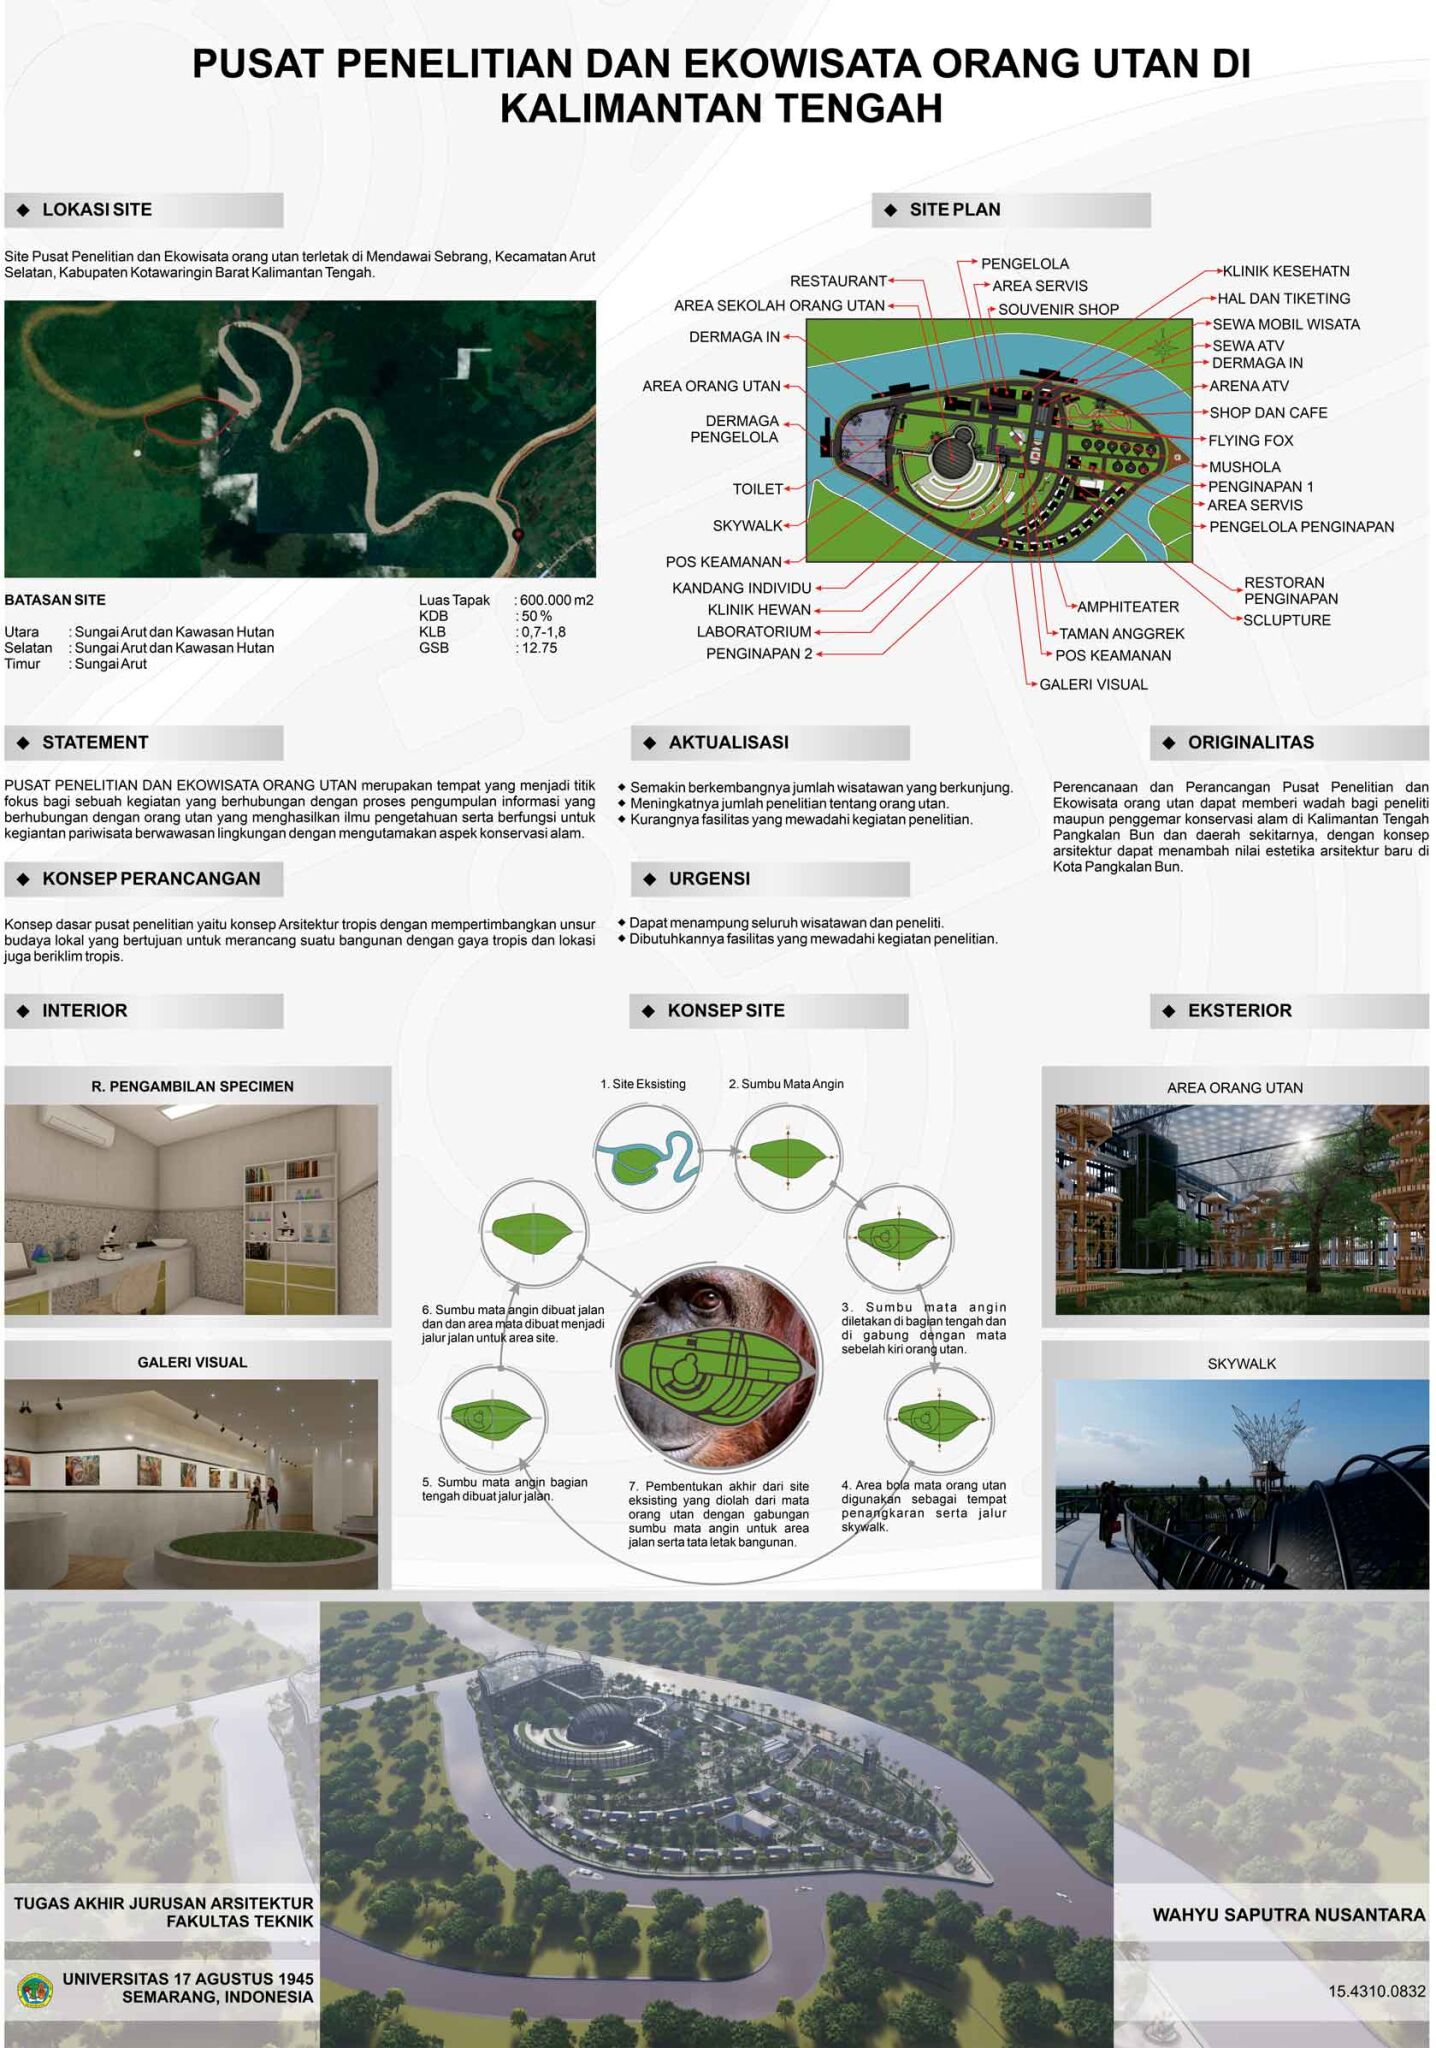 PUSAT PENELITIAN DAN EKOWISATA ORANG UTAN DI
KALIMANTAN TENGAH
LOKASI SITE
Site Pusat Penelitian dan Ekowisata orang utan terletak di Mendawai Sebrang, Kecamatan Arut
Selatan, Kabupaten Kotawaringin Barat Kalimantan Tengah.
BATASAN SITE
Utara : Sungai Arut dan Kawasan Hutan
Selatan : Sungai Arut dan Kawasan Hutan
Timur : Sungai Arut
Luas Tapak : 600.000 m2
KDB : 50 %
KLB : 0,7-1,8
GSB : 12.75
SITE PLAN
PENGELOLA
RESTAURANT
AREA SERVIS
AREA SEKOLAH ORANG UTAN
SOUVENIR SHOP
DERMAGA IN
AREA ORANG UTAN
DERMAGA
PENGELOLA
TOILET
SKYWALK
POS KEAMANAN
KANDANG INDIVIDU
KLINIK HEWAN
LABORATORIUM
PENGINAPAN 2
KLINIK KESEHATN
HAL DAN TIKETING
SEWA MOBIL WISATA
SEWA ATV
DERMAGA IN
ARENA ATV
SHOP DAN CAFE
FLYING FOX
MUSHOLA
PENGINAPAN 1
AREA SERVIS
PENGELOLA PENGINAPAN
RESTORAN
PENGINAPAN
SCLUPTURE
AMPHITEATER
TAMAN ANGGREK
POS KEAMANAN
GALERI VISUAL
STATEMENT
PUSAT PENELITIAN DAN EKOWISATA ORANG UTAN merupakan tempat yang menjadi titik
fokus bagi sebuah kegiatan yang berhubungan dengan proses pengumpulan informasi yang
berhubungan dengan orang utan yang menghasilkan ilmu pengetahuan serta berfungsi untuk
kegiantan pariwisata berwawasan lingkungan dengan mengutamakan aspek konservasi alam.
KONSEP PERANCANGAN
Konsep dasar pusat penelitian yaitu konsep Arsitektur tropis dengan mempertimbangkan unsur
budaya lokal yang bertujuan untuk merancang suatu bangunan dengan gaya tropis dan lokasi
juga beriklim tropis.
AKTUALISASI
Semakin berkembangnya jumlah wisatawan yang berkunjung.
Meningkatnya jumlah penelitian tentang orang utan.
Kurangnya fasilitas yang mewadahi kegiatan penelitian.
URGENSI
Dapat menampung seluruh wisatawan dan peneliti.
Dibutuhkannya fasilitas yang mewadahi kegiatan penelitian.
ORIGINALITAS
Perencanaan dan Perancangan Pusat Penelitian dan
Ekowisata orang utan dapat memberi wadah bagi peneliti
maupun penggemar konservasi alam di Kalimantan Tengah
Pangkalan Bun dan daerah sekitarnya, dengan konsep
arsitektur dapat menambah nilai estetika arsitektur baru di
Kota Pangkalan Bun.
INTERIOR
R. PENGAMBILAN SPECIMEN
GALERI VISUAL
KONSEP SITE
1. Site Eksisting
2. Sumbu Mata Angin
3. Sumbu mata angin
diletakan di bagian tengah dan
di gabung dengan mata
sebelah kiri orang utan.
4. Area bola mata orang utan
digunakan sebagai tempat
penangkaran serta jalur
skywalk.
5. Sumbu mata angin bagian
tengah dibuat jalur jalan.
6. Sumbu mata angin dibuat jalan
dan dan area mata dibuat menjadi
jalur jalan untuk area site.
7. Pembentukan akhir dari site
eksisting yang diolah dari mata
orang utan dengan gabungan
sumbu mata angin untuk area
jalan serta tata letak bangunan.
EKSTERIOR
AREA ORANG UTAN
SKYWALK
TUGAS AKHIR JURUSAN ARSITEKTUR
FAKULTAS TEKNIK
UNIVERSITAS 17 AGUSTUS 1945
SEMARANG, INDONESIA
WAHYU SAPUTRA NUSANTARA
15.4310.0832